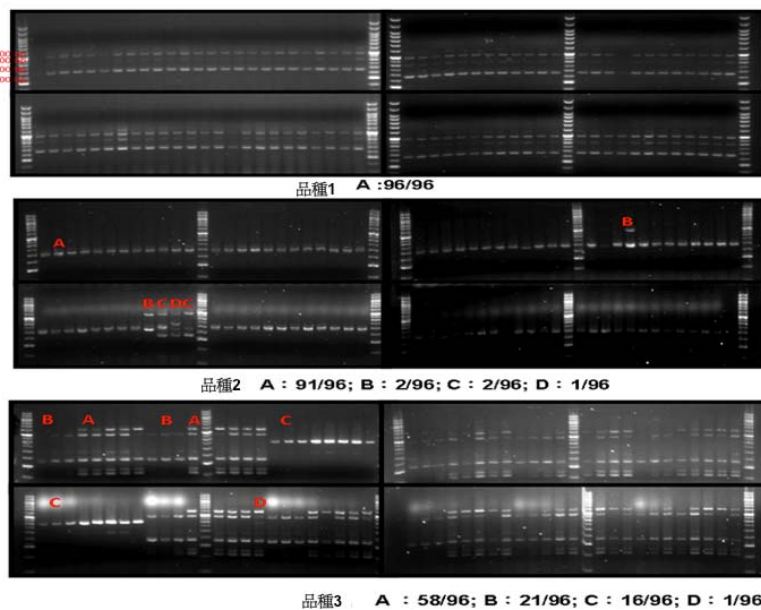 品種1 A :96/96
A
B
B C D C
品種2 A : 91/96; B : 2/96; C : 2/96; D : 1/96
B A B A C
C D
品種3 A : 58/96; B : 21/96; C : 16/96; D : 1/96